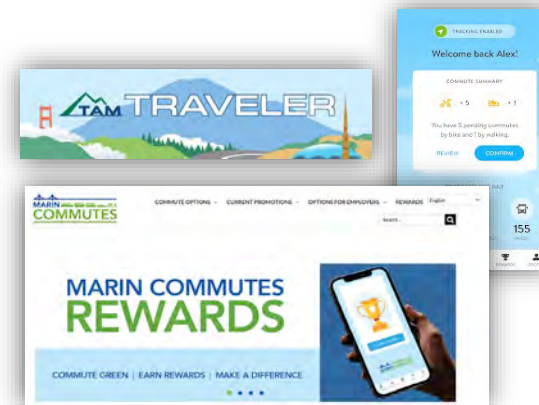 TRACKING ENABLED
Welcome back Alex!
COMMUTE SUMMARY
+ 5
+ 1
You have 5 pending commutes
by bike and 1 by walking.
REVIEW
CONFIRM
155
TAM TRAVELER
MARIN
COMMUTES
COMMUTE OPTIONS
CURRENT PROMOTIONS
OPTIONS FOR EMPLOYERS
REWARDS
English
Search...
MARIN COMMUTES
REWARDS
COMMUTE GREEN | EARN REWARDS | MAKE A DIFFERENCE